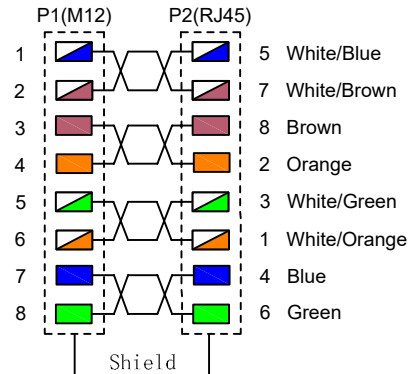 P1(M12) P2(RJ45)
1 5 White/Blue
2 7 White/Brown
3 8 Brown
4 2 Orange
5 3 White/Green
6 1 White/Orange
7 4 Blue
8 6 Green
Shield